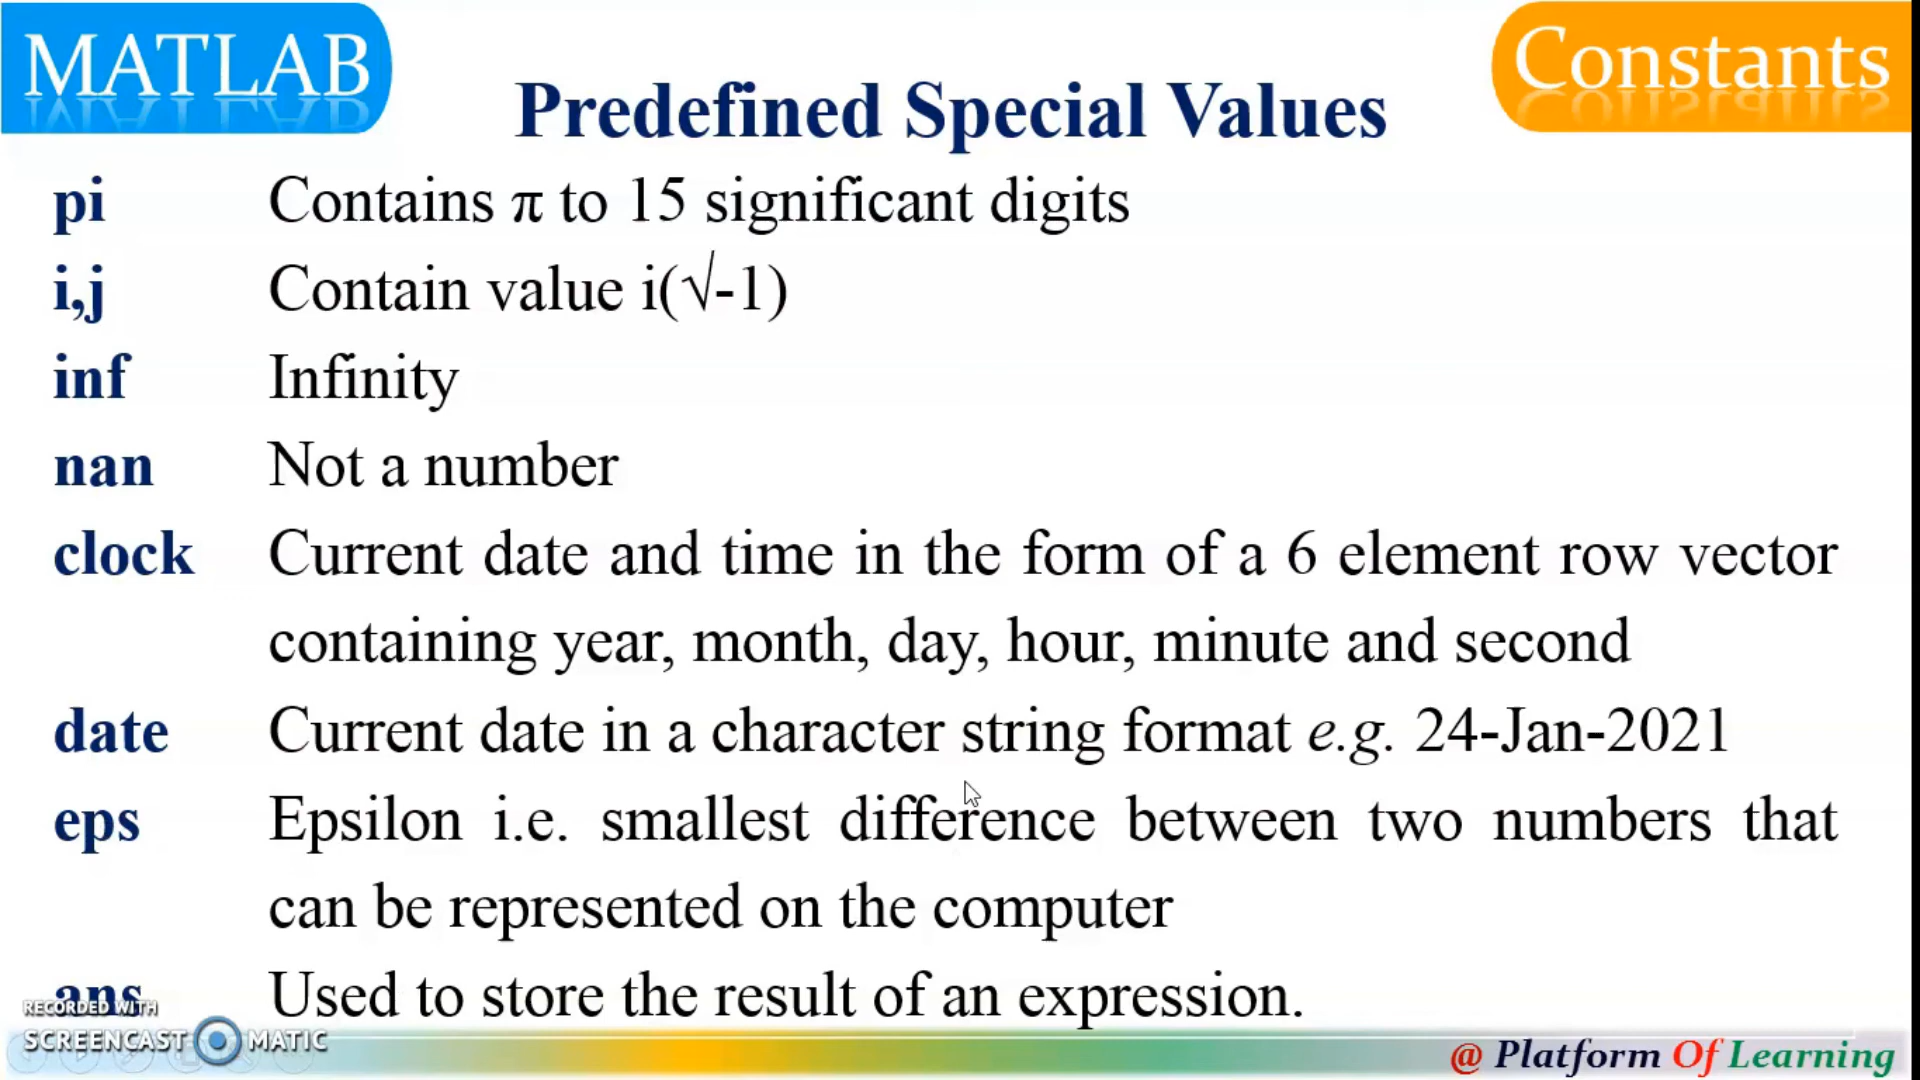 MATLAB
Constants
Predefined Special Values
pi Contains π to 15 significant digits
i,j Contain value i(√-1)
inf Infinity
nan Not a number
clock Current date and time in the form of a 6 element row vector
containing year, month, day, hour, minute and second
date Current date in a character string format e.g. 24-Jan-2021
eps Epsilon i.e. smallest difference between two numbers that
can be represented on the computer
ans Used to store the result of an expression.
RECORDED WITH
SCREENCAST MATIC
@ Platform Of Learning